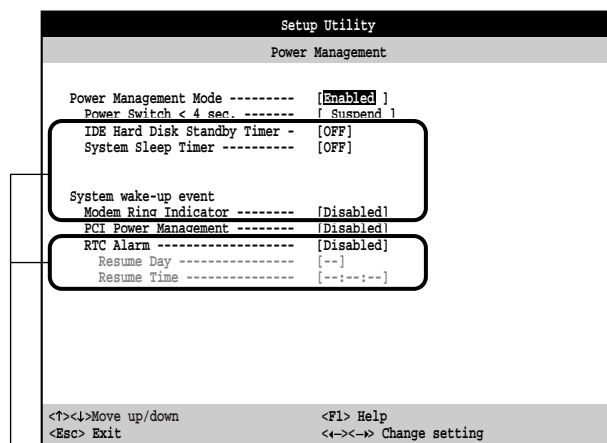 Setup Utility
Power Management
Power Management Mode --------- [Enabled ]
Power Switch < 4 sec. ------- [ Suspend ]
IDE Hard Disk Standby Timer - [OFF]
System Sleep Timer ---------- [OFF]
System wake-up event
Modem Ring Indicator -------- [Disabled]
PCI Power Management -------- [Disabled]
RTC Alarm ------------------ [Disabled]
Resume Day ---------------- [--]
Resume Time --------------- [--:--:--]
<↑><↓>Move up/down <F1> Help
<Esc> Exit <←><→> Change setting